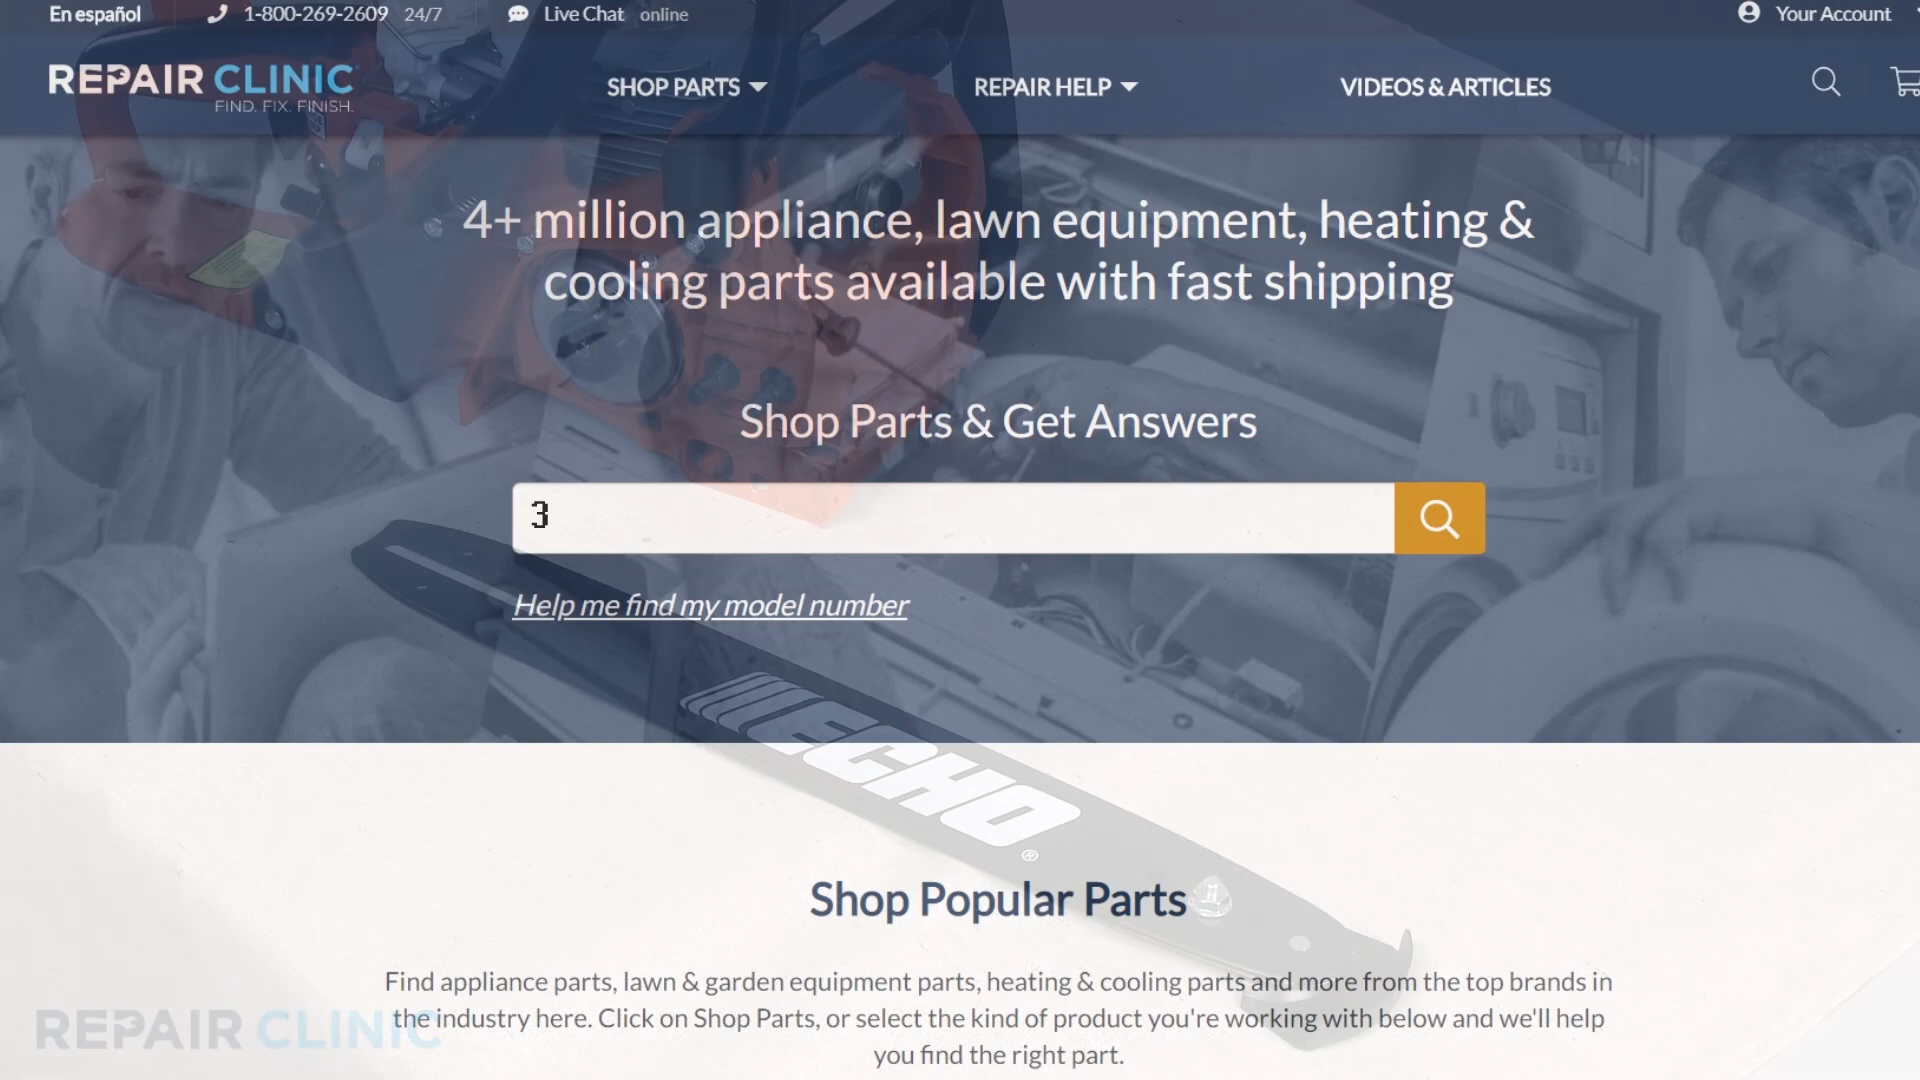 En español
1-800-269-2609 24/7
Live Chat online
Your Account
REPAIR CLINIC
FIND. FIX. FINISH.
SHOP PARTS
REPAIR HELP
VIDEOS & ARTICLES
4+ million appliance, lawn equipment, heating &
cooling parts available with fast shipping
Shop Parts & Get Answers
3
Help me find my model number
ECHO®
Shop Popular Parts
Find appliance parts, lawn & garden equipment parts, heating & cooling parts and more from the top brands in
the industry here. Click on Shop Parts, or select the kind of product you're working with below and we'll help
you find the right part.
REPAIR CLINIC